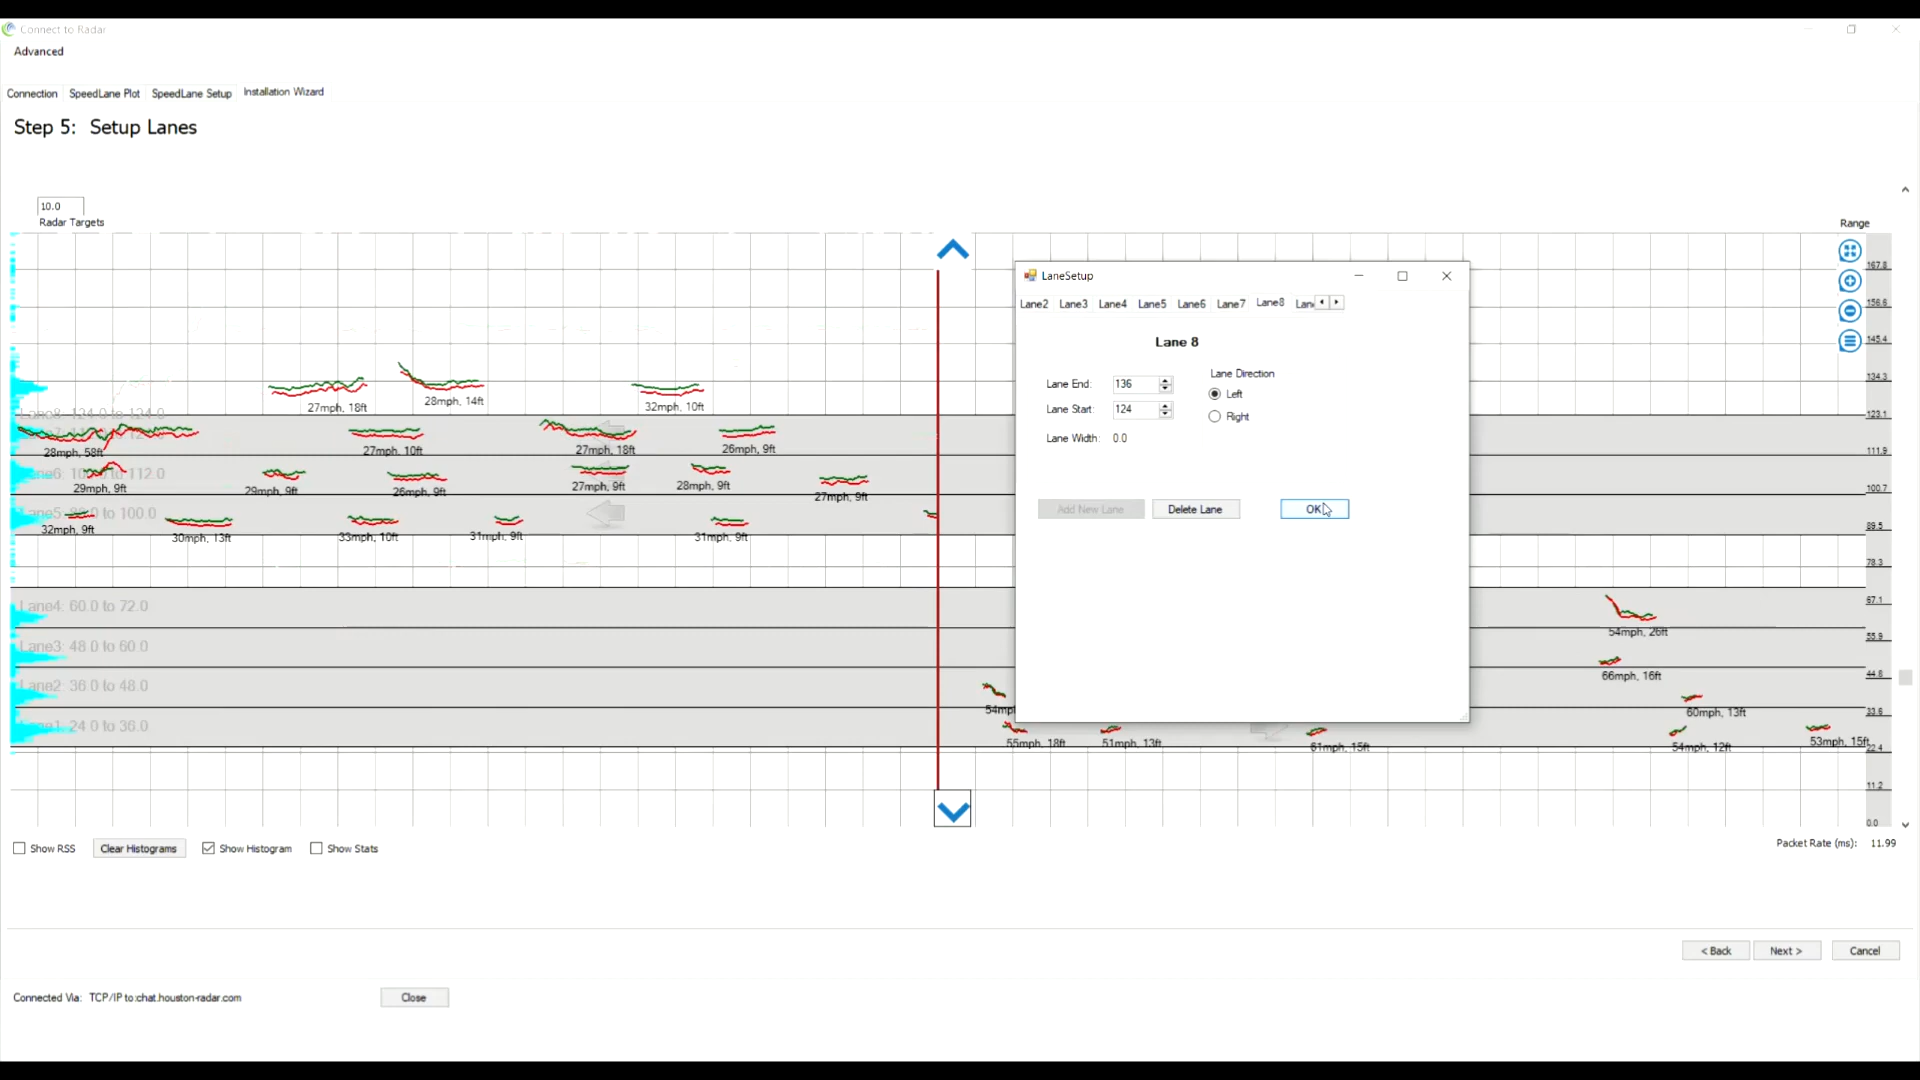 Connect to Radar
Advanced
Connection SpeedLane Plot SpeedLane Setup Installation Wizard
Step 5: Setup Lanes
10.0
Radar Targets
Range
167.8
156.6
145.4
134.3
123.1
111.9
100.7
89.5
78.3
67.1
55.9
44.8
33.6
22.4
11.2
0.0
27mph, 18ft
28mph, 14ft
32mph, 10ft
Lane8: 124.0 to 124.0
28mph, 58ft
27mph, 10ft
27mph, 18ft
26mph, 9ft
29mph, 9ft
29mph, 9ft
26mph, 9ft
27mph, 9ft
28mph, 9ft
27mph, 9ft
32mph, 9ft
30mph, 13ft
33mph, 10ft
31mph, 9ft
31mph, 9ft
Lane4: 60.0 to 72.0
Lane3: 48.0 to 60.0
Lane2: 36.0 to 48.0
Lane1: 24.0 to 36.0
54mph, 26ft
66mph, 16ft
60mph, 13ft
55mph, 18ft
51mph, 13ft
61mph, 15ft
54mph, 12ft
53mph, 15ft
LaneSetup
Lane2 Lane3 Lane4 Lane5 Lane6 Lane7 Lane8
Lane 8
Lane End: 136
Lane Start: 124
Lane Width: 0.0
Lane Direction
Left
Right
Add New Lane Delete Lane OK
Show RSS Clear Histograms Show Histogram Show Stats
Packet Rate (ms): 11.99
< Back Next > Cancel
Connected Via: TCP/IP to:chat.houston-radar.com Close